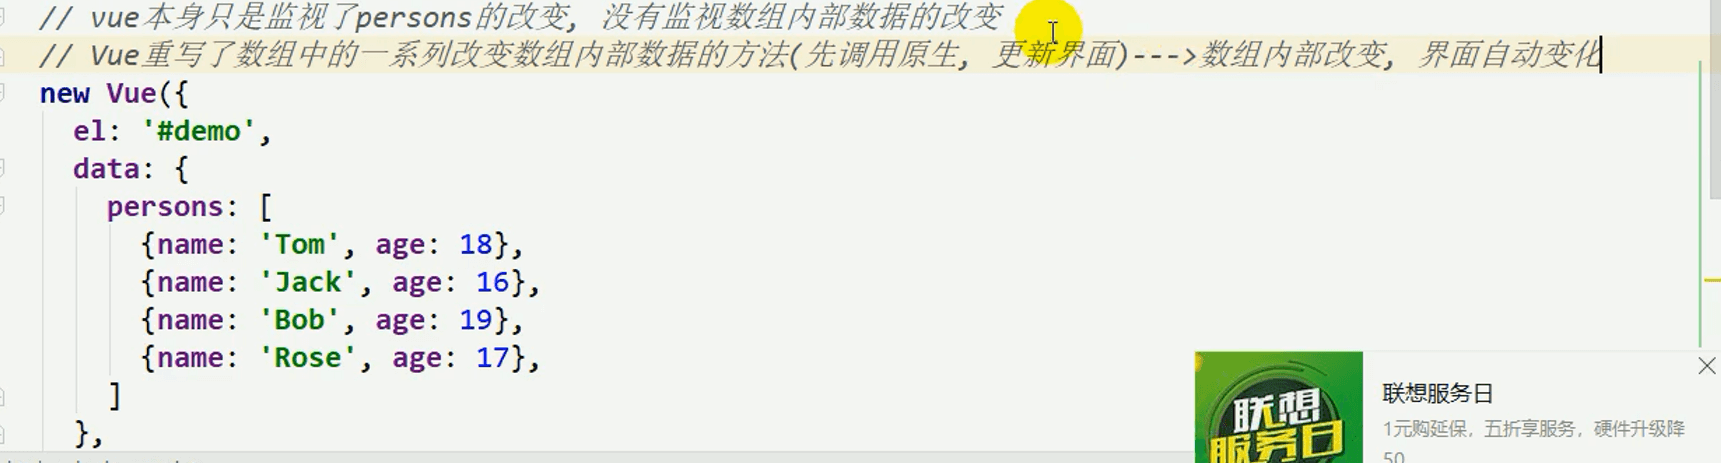 // vue本身只是监视了persons的改变, 没有监视数组内部数据的改变
// Vue重写了数组中的一系列改变数组内部数据的方法(先调用原生, 更新界面)--->数组内部改变, 界面自动变化
new Vue({
el: '#demo',
data: {
persons: [
{name: 'Tom', age: 18},
{name: 'Jack', age: 16},
{name: 'Bob', age: 19},
{name: 'Rose', age: 17},
]
},
联想
服务日
联想服务日
1元购延保，五折享服务，硬件升级降
50